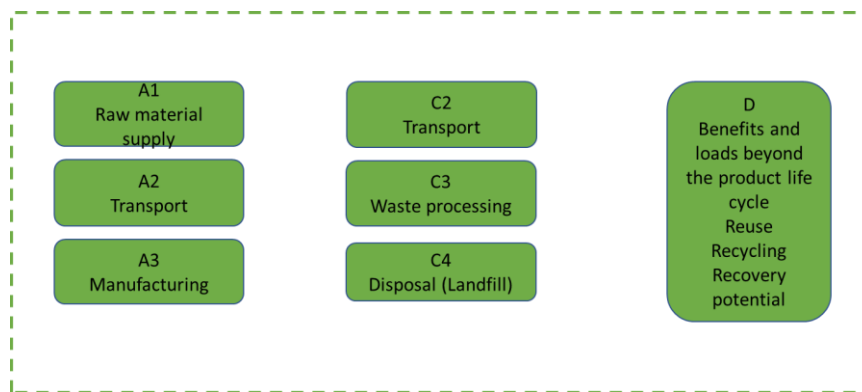 A1
Raw material
supply
A2
Transport
A3
Manufacturing
C2
Transport
C3
Waste processing
C4
Disposal (Landfill)
D
Benefits and
loads beyond
the product life
cycle
Reuse
Recycling
Recovery
potential